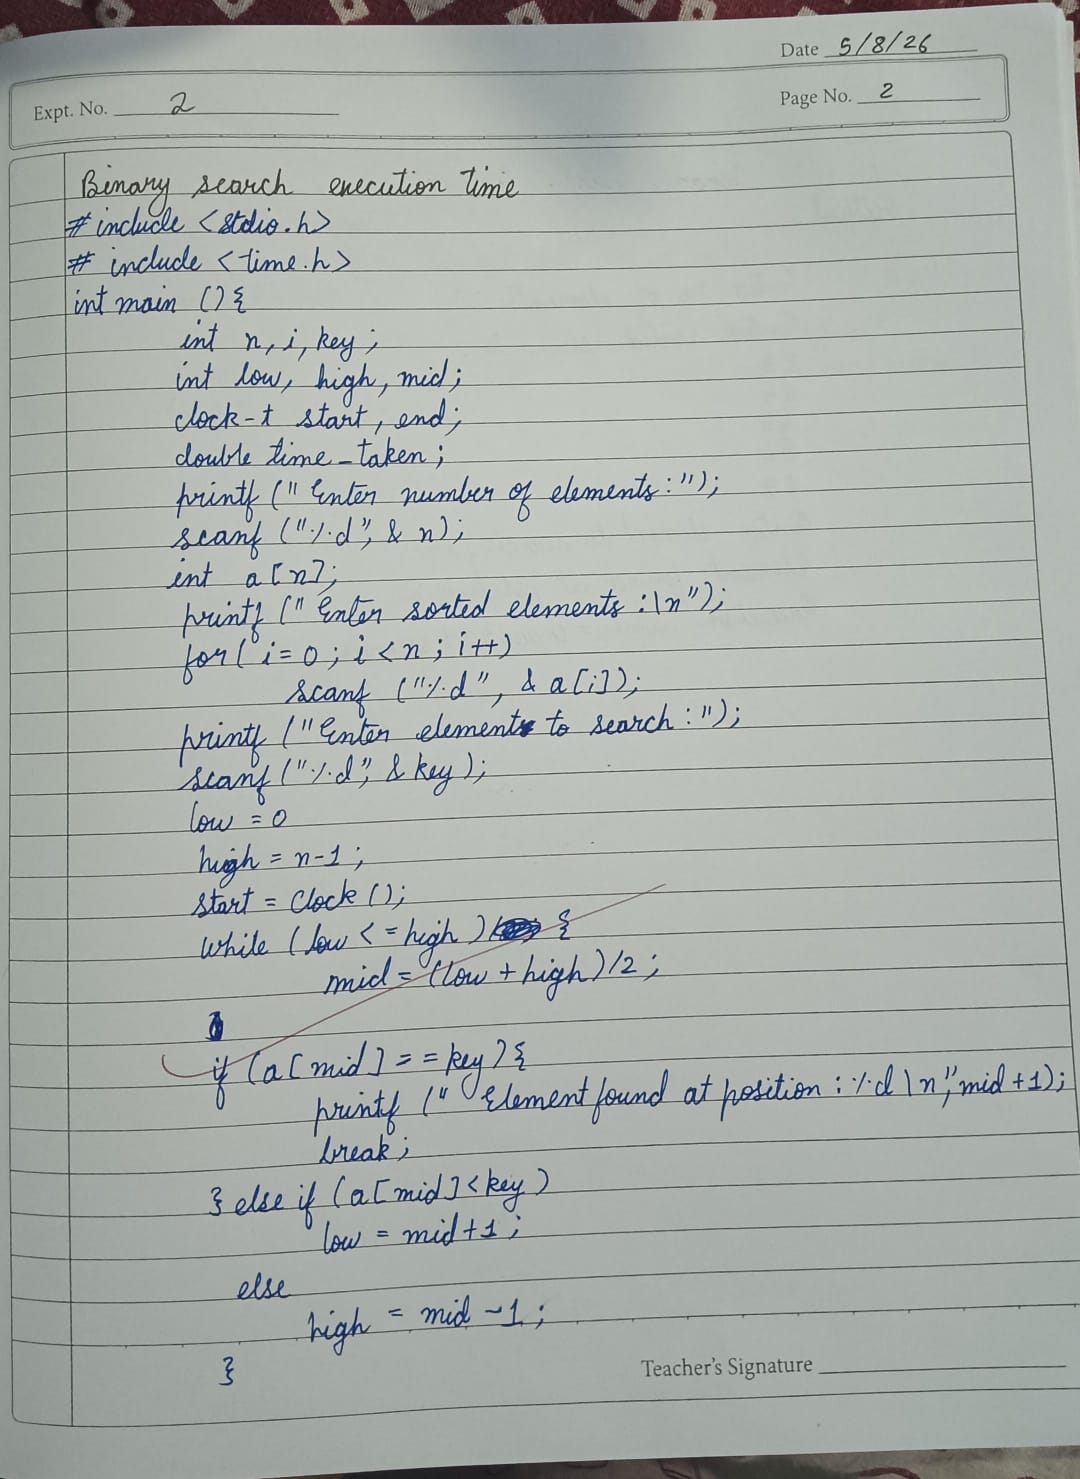 Date 5/8/26
Expt. No. 2
Page No. 2
Binary search execution time
# include <stdio.h>
# include <time.h>
int main () {
int n, i, key;
int low, high, mid;
clock-t start, end;
double time_taken;
printf (" Enter number of elements : ");
scanf ("%d", & n);
int a[n];
printf (" Enter sorted elements :\n");
for( i = 0 ; i < n ; i++)
scanf ("%d", & a[i]);
printf ("Enter element to search : ");
scanf ("%d", & key);
low = 0
high = n-1 ;
start = Clock ();
while ( low < = high ) {
mid = (low + high)/2 ;
if (a[mid] = = key) {
printf (" Element found at position : %d \n", mid +1);
break ;
} else if (a[mid] < key)
low = mid+1 ;
else
high = mid -1 ;
}
Teacher's Signature